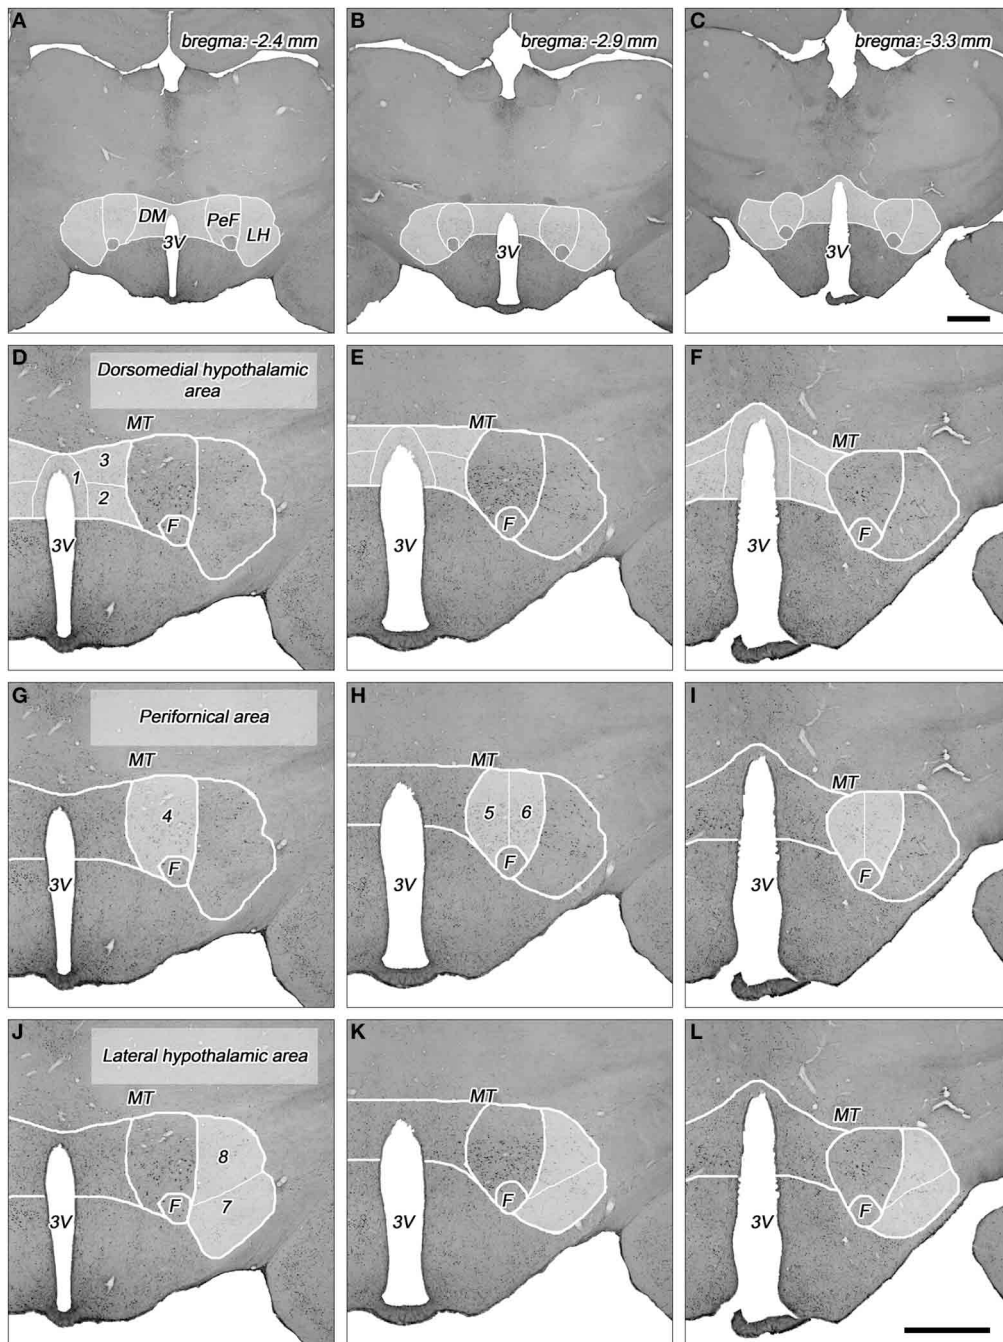 A
bregma: -2.4 mm
DM
PeF
LH
3V
B
bregma: -2.9 mm
3V
C
bregma: -3.3 mm
3V
D
Dorsomedial hypothalamic
area
MT
3
1
2
F
3V
E
MT
F
3V
F
MT
F
3V
G
Perifornical area
MT
4
F
3V
H
MT
5
6
F
3V
I
MT
F
3V
J
Lateral hypothalamic area
MT
8
7
F
3V
K
MT
F
3V
L
MT
F
3V